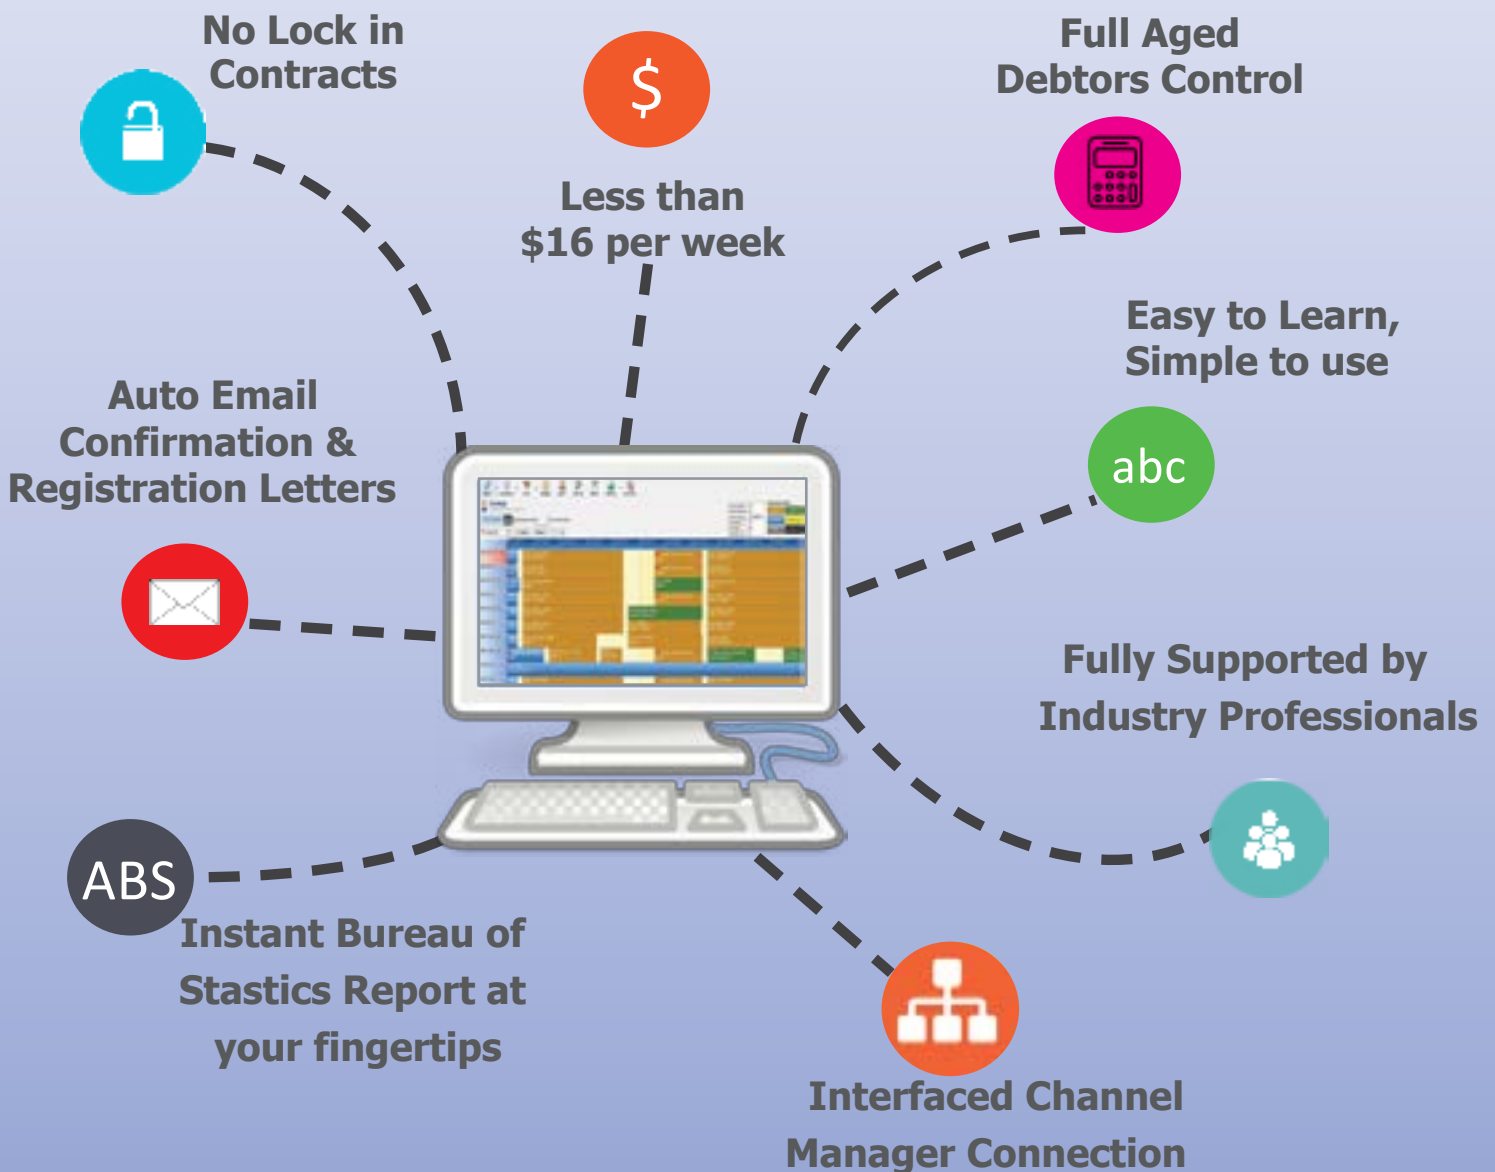 No Lock in
Contracts
$
Less than
$16 per week
Full Aged
Debtors Control
Easy to Learn,
Simple to use
abc
Auto Email
Confirmation &
Registration Letters
Fully Supported by
Industry Professionals
ABS
Instant Bureau of
Stastics Report at
your fingertips
Interfaced Channel
Manager Connection